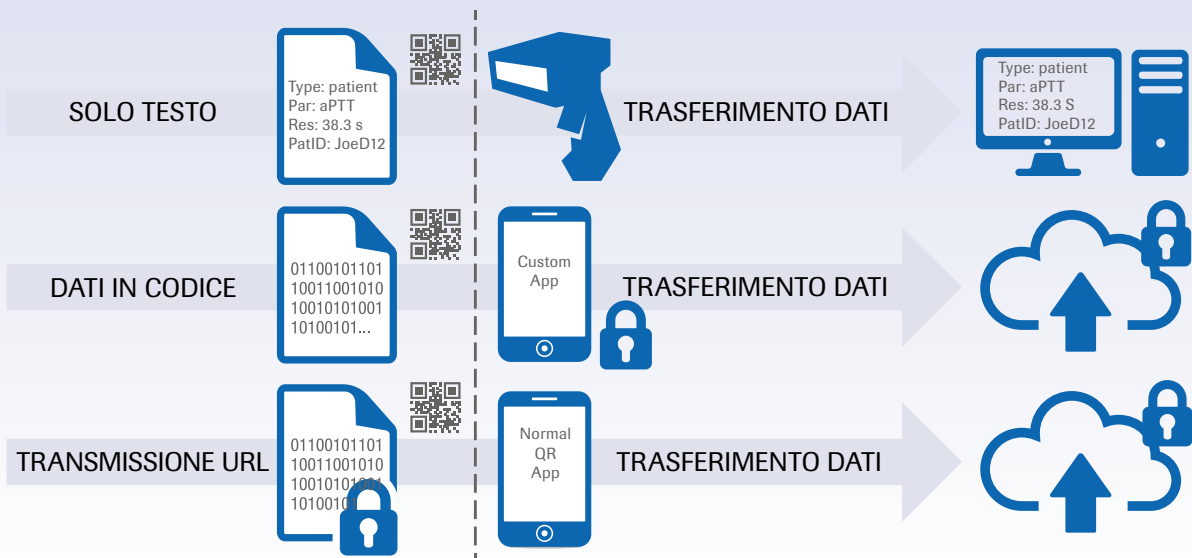 SOLO TESTO
Type: patient
Par: aPTT
Res: 38.3 s
PatID: JoeD12
TRASFERIMENTO DATI
Type: patient
Par: aPTT
Res: 38.3 S
PatID: JoeD12
DATI IN CODICE
01100101101
10011001010
10010101001
10100101...
Custom
App
TRASFERIMENTO DATI
TRANSMISSIONE URL
01100101101
10011001010
10010101001
10100101
Normal
QR
App
TRASFERIMENTO DATI